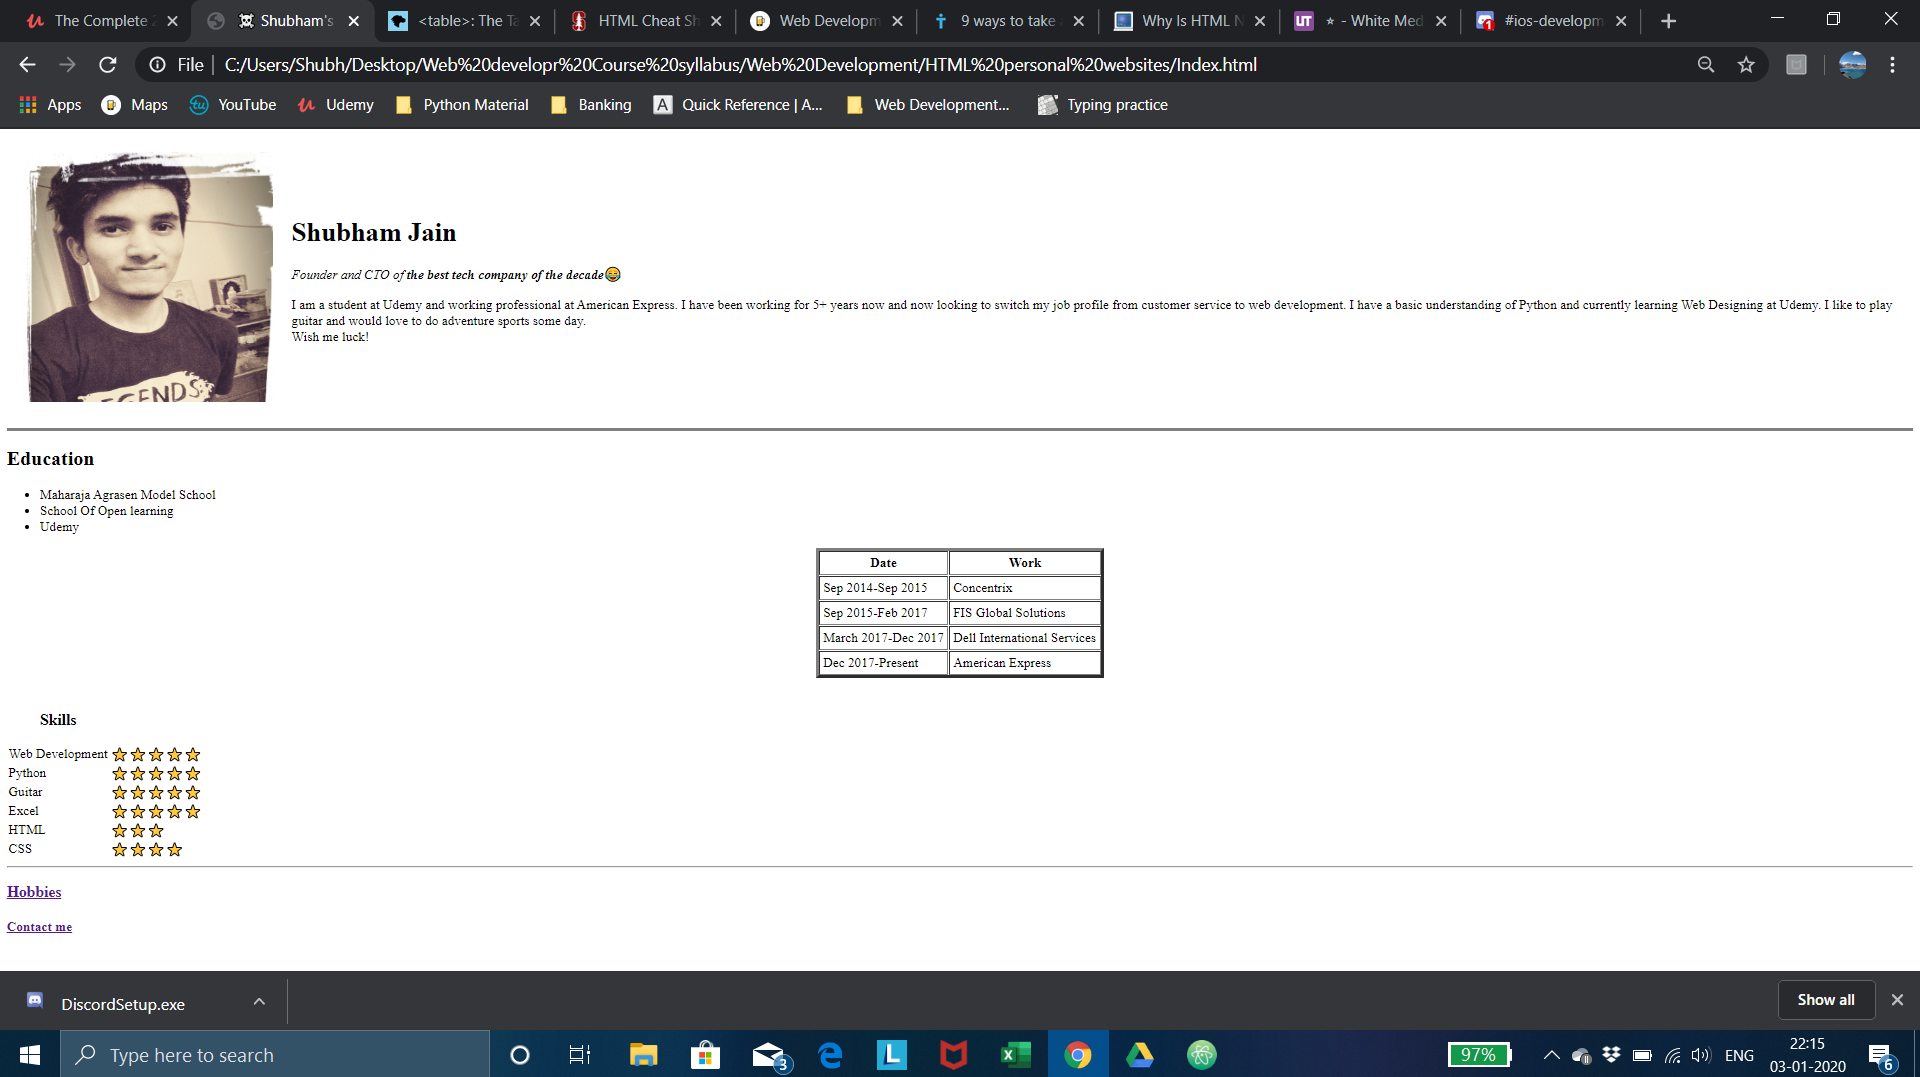 The Complete 2
Shubham's
<table>: The Ta
HTML Cheat Sh
Web Developm
9 ways to take a
Why Is HTML N
UT
* - White Med
1
#ios-developm
File
C:/Users/Shubh/Desktop/Web%20developr%20Course%20syllabus/Web%20Development/HTML%20personal%20websites/Index.html
Apps
Maps
YouTube
Udemy
Python Material
Banking
A
Quick Reference | A...
Web Development...
Typing practice
EGENDS
Shubham Jain
Founder and CTO of the best tech company of the decade😂
I am a student at Udemy and working professional at American Express. I have been working for 5+ years now and now looking to switch my job profile from customer service to web development. I have a basic understanding of Python and currently learning Web Designing at Udemy. I like to play
guitar and would love to do adventure sports some day.
Wish me luck!
Education
• Maharaja Agrasen Model School
• School Of Open learning
• Udemy
Date Work
Sep 2014-Sep 2015 Concentrix
Sep 2015-Feb 2017 FIS Global Solutions
March 2017-Dec 2017 Dell International Services
Dec 2017-Present American Express
Skills
Web Development ⭐⭐⭐⭐⭐
Python ⭐⭐⭐⭐⭐
Guitar ⭐⭐⭐⭐⭐
Excel ⭐⭐⭐⭐⭐
HTML ⭐⭐⭐
CSS ⭐⭐⭐⭐
Hobbies
Contact me
DiscordSetup.exe
Show all
Type here to search
3
L
97%
ENG
22:15
03-01-2020
6